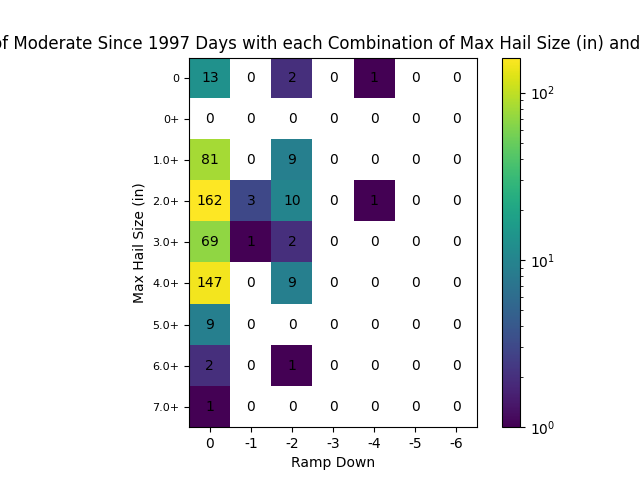 of Moderate Since 1997 Days with each Combination of Max Hail Size (in) and
Max Hail Size (in)
0 13 0 2 0 1 0 0
0+ 0 0 0 0 0 0 0
1.0+ 81 0 9 0 0 0 0
2.0+ 162 3 10 0 1 0 0
3.0+ 69 1 2 0 0 0 0
4.0+ 147 0 9 0 0 0 0
5.0+ 9 0 0 0 0 0 0
6.0+ 2 0 1 0 0 0 0
7.0+ 1 0 0 0 0 0 0
0 -1 -2 -3 -4 -5 -6
Ramp Down
10²
10¹
10⁰